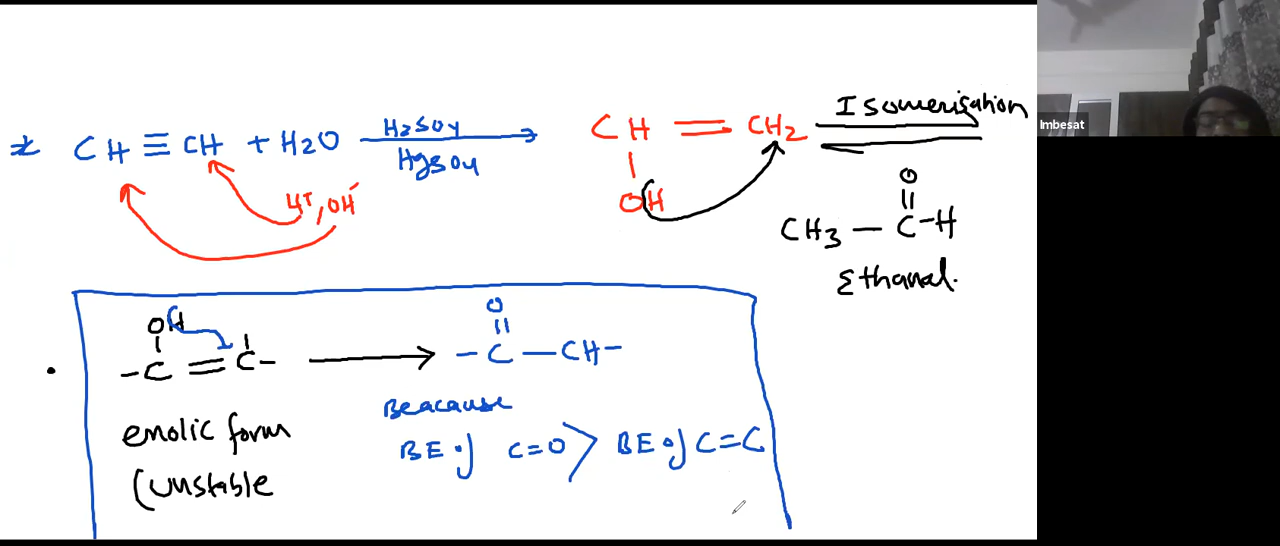 CH ≡ CH + H2O H2SO4 HgSO4
H+, OH-
CH = CH2
OH
Isomerisation
O
CH3 — C-H
Ethanal.
OH
-C = C-
O
-C — CH-
enolic form
(unstable
Beacause
BE of C=O > BE of C=C
Imbesat